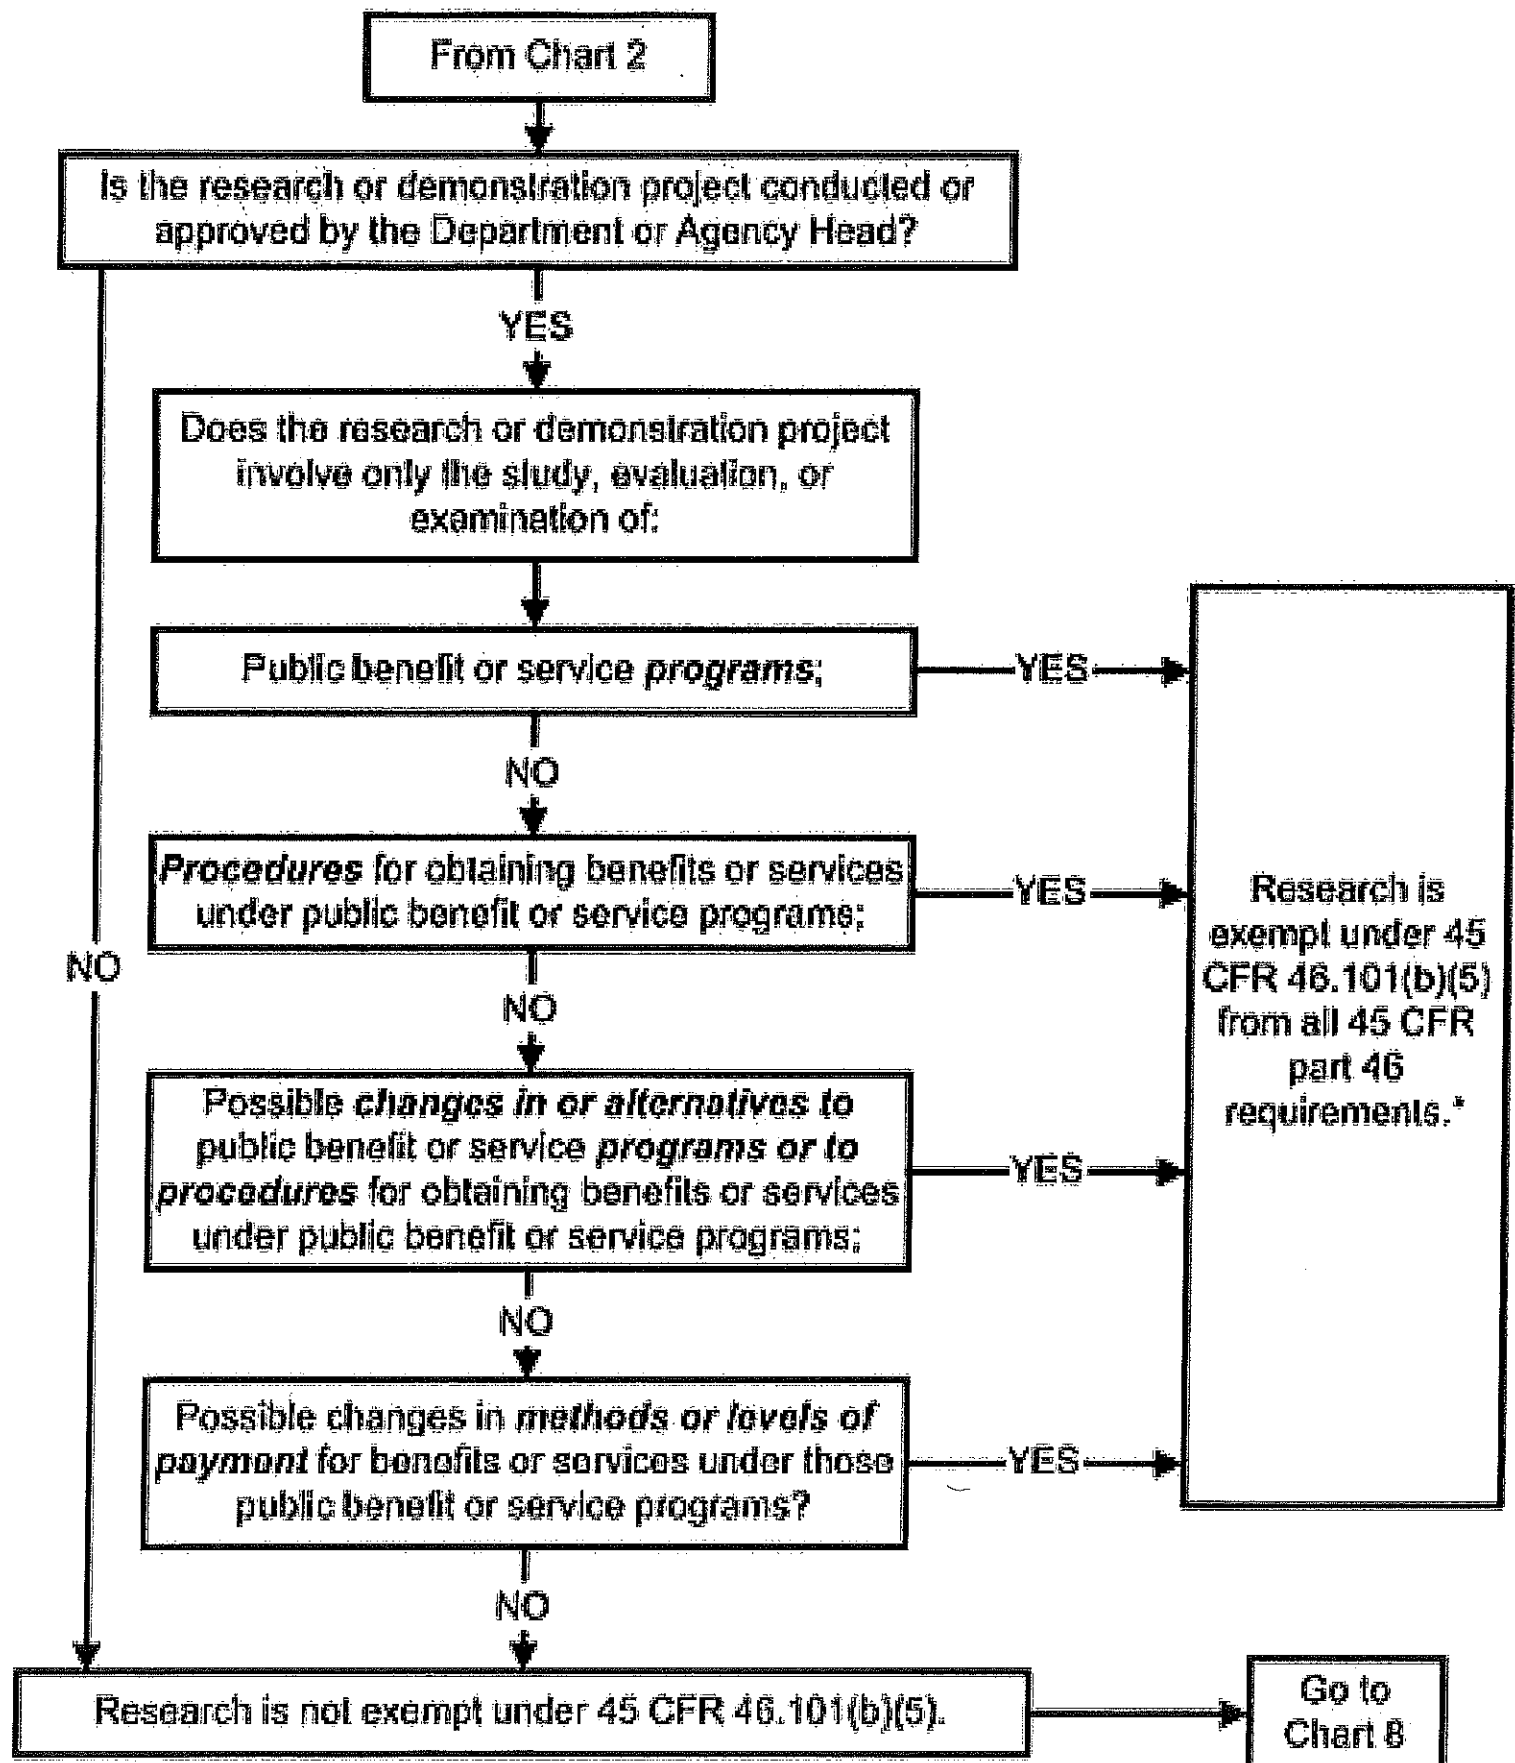 From Chart 2
Is the research or demonstration project conducted or
approved by the Department or Agency Head?
YES
Does the research or demonstration project
involve only the study, evaluation, or
examination of:
Public benefit or service programs;
YES
NO
Procedures for obtaining benefits or services
under public benefit or service programs;
YES
NO
NO
Possible changes in or alternatives to
public benefit or service programs or to
procedures for obtaining benefits or services
under public benefit or service programs;
YES
NO
Possible changes in methods or levels of
payment for benefits or services under those
public benefit or service programs?
YES
NO
Research is
exempt under 45
CFR 46.101(b)(5)
from all 45 CFR
part 46
requirements.*
Research is not exempt under 45 CFR 46.101(b)(5).
Go to
Chart 8